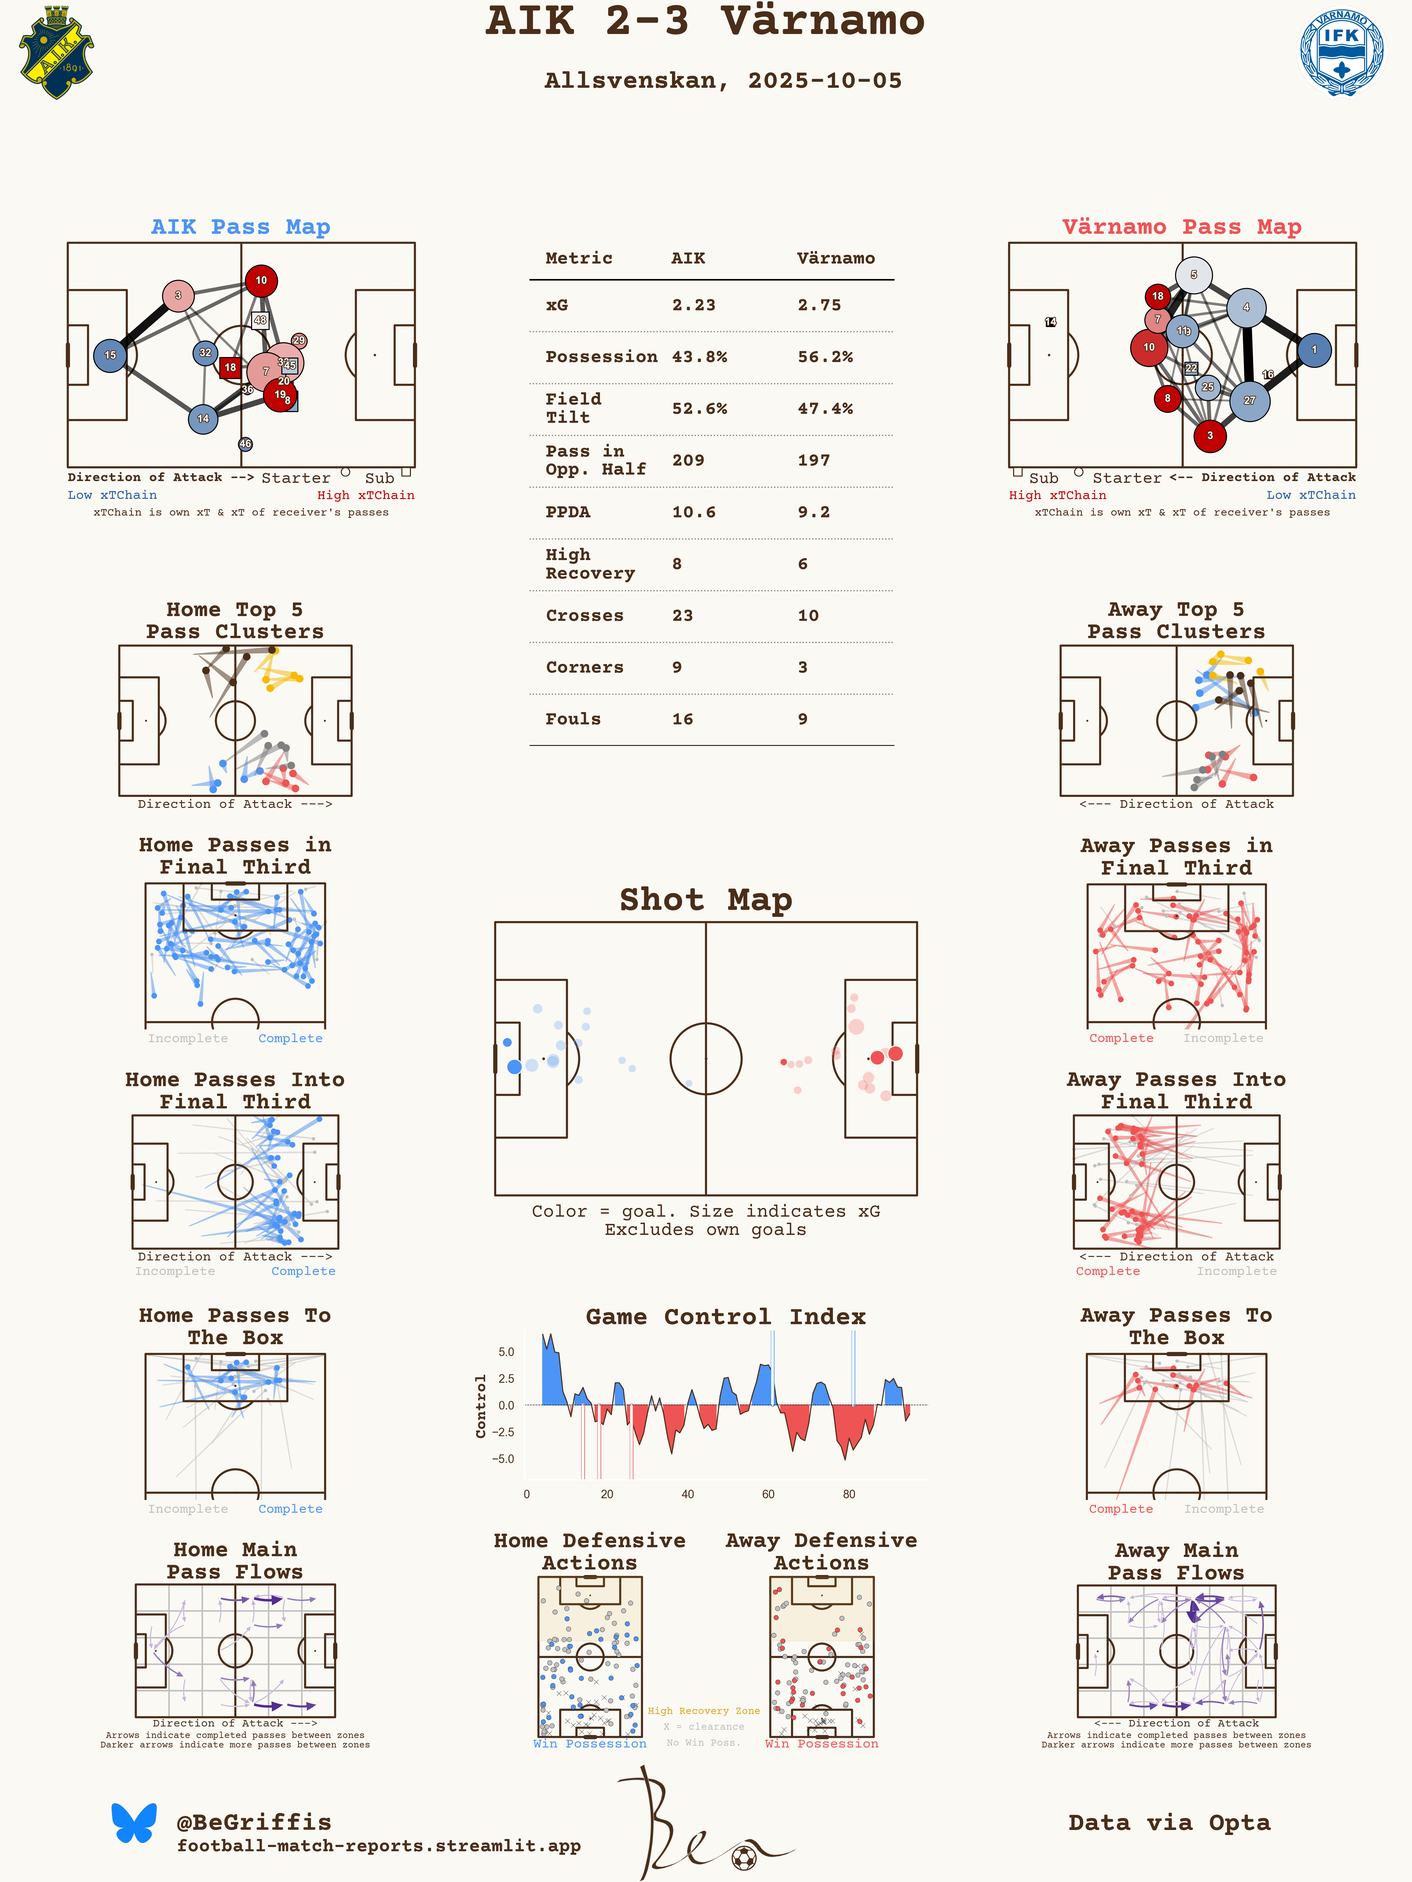 AIK 2-3 Värnamo
Allsvenskan, 2025-10-05
A.I.K.
1891
VÄRNAMO
IFK
AIK Pass Map
3
10
48
29
15
32
18
7
45
20
36
19
8
14
46
Direction of Attack --> Starter Sub
Low xTChain High xTChain
xTChain is own xT & xT of receiver's passes
Metric AIK Värnamo
xG 2.23 2.75
Possession 43.8% 56.2%
Field
Tilt 52.6% 47.4%
Pass in
Opp. Half 209 197
PPDA 10.6 9.2
High
Recovery 8 6
Crosses 23 10
Corners 9 3
Fouls 16 9
Värnamo Pass Map
5
18
4
7
14
11
10
1
22
16
25
8
27
3
Sub Starter <-- Direction of Attack
High xTChain Low xTChain
xTChain is own xT & xT of receiver's passes
Home Top 5
Pass Clusters
Direction of Attack --->
Away Top 5
Pass Clusters
<--- Direction of Attack
Home Passes in
Final Third
Incomplete Complete
Away Passes in
Final Third
Complete Incomplete
Shot Map
Color = goal. Size indicates xG
Excludes own goals
Home Passes Into
Final Third
Direction of Attack --->
Incomplete Complete
Away Passes Into
Final Third
<--- Direction of Attack
Complete Incomplete
Home Passes To
The Box
Incomplete Complete
Game Control Index
Control
5.0
2.5
0.0
−2.5
−5.0
0 20 40 60 80
Away Passes To
The Box
Complete Incomplete
Home Main
Pass Flows
Direction of Attack --->
Arrows indicate completed passes between zones
Darker arrows indicate more passes between zones
Home Defensive
Actions
Win Possession
High Recovery Zone
X = clearance
No Win Poss.
Away Defensive
Actions
Win Possession
Away Main
Pass Flows
<--- Direction of Attack
Arrows indicate completed passes between zones
Darker arrows indicate more passes between zones
@BeGriffis
football-match-reports.streamlit.app
Ben
Data via Opta